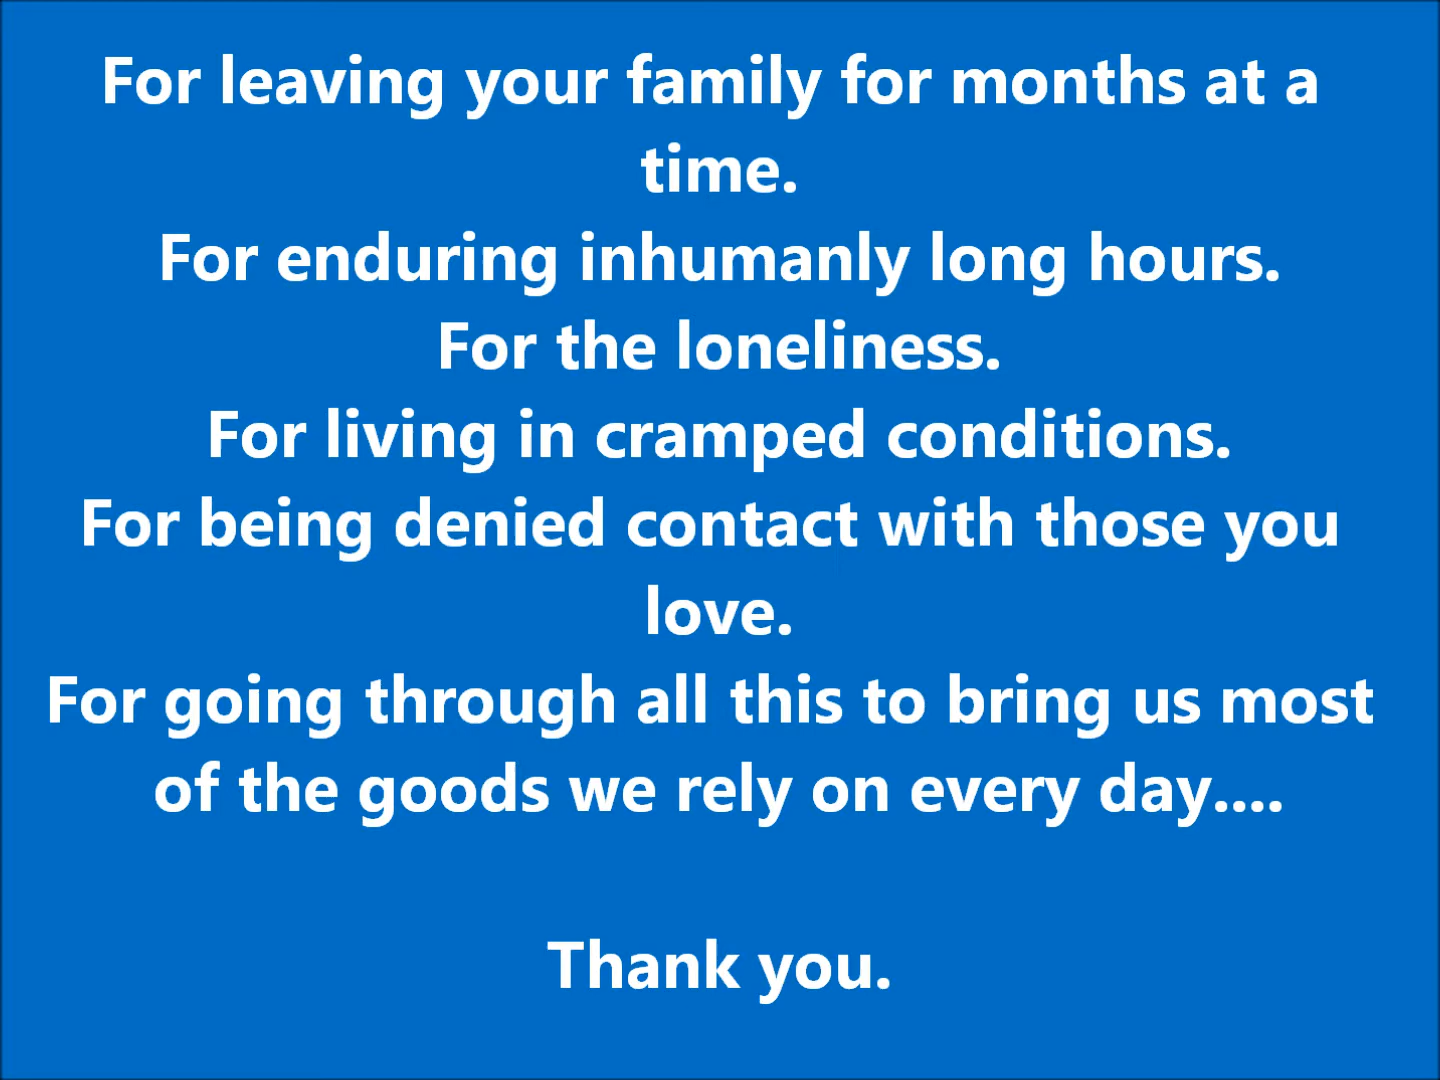 For leaving your family for months at a
time.
For enduring inhumanly long hours.
For the loneliness.
For living in cramped conditions.
For being denied contact with those you
love.
For going through all this to bring us most
of the goods we rely on every day....
Thank you.